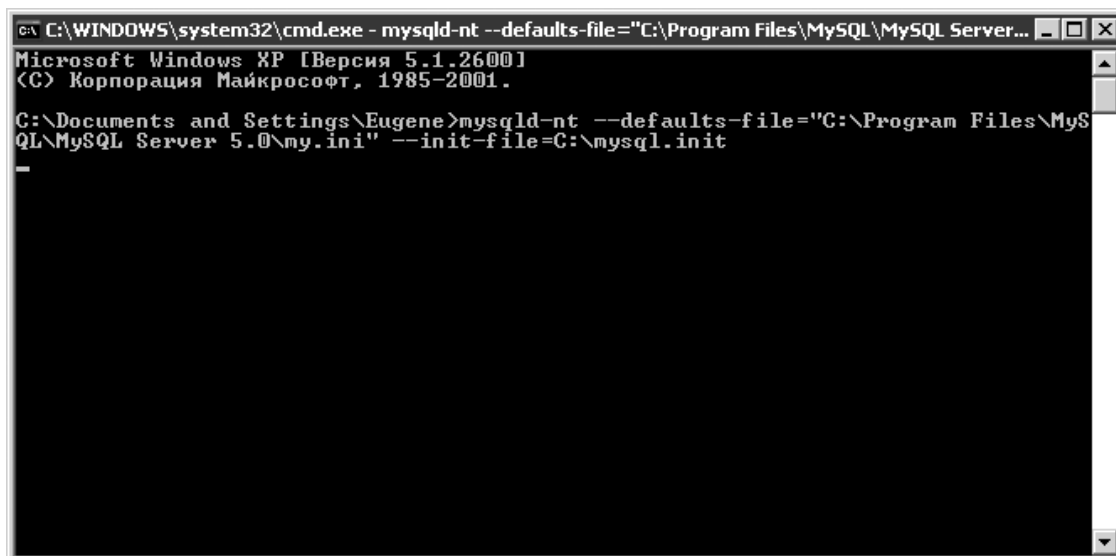 C:\WINDOWS\system32\cmd.exe - mysqld-nt --defaults-file="C:\Program Files\MySQL\MySQL Server...
Microsoft Windows XP [Версия 5.1.2600]
(С) Корпорация Майкрософт, 1985-2001.
C:\Documents and Settings\Eugene>mysqld-nt --defaults-file="C:\Program Files\MyS
QL\MySQL Server 5.0\my.ini" --init-file=C:\mysql.init